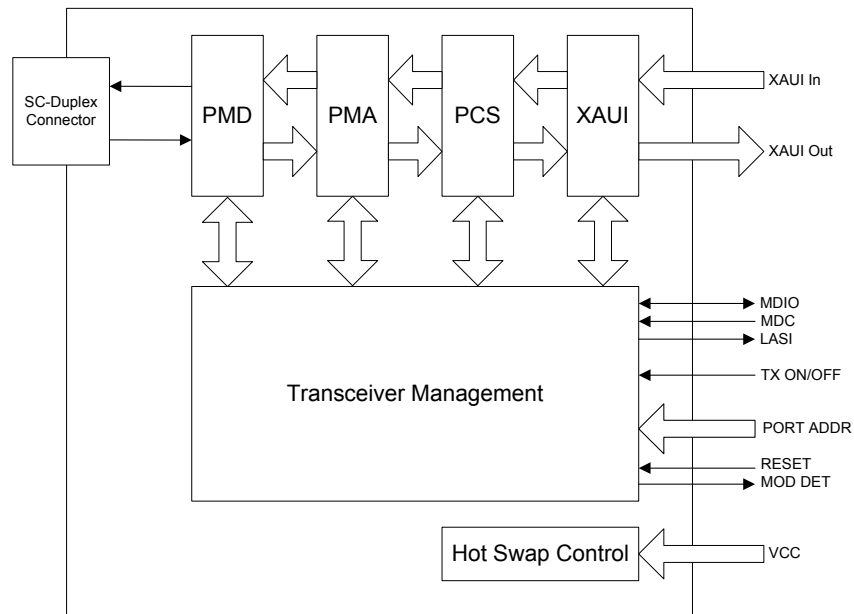 SC-Duplex
Connector
PMD
PMA
PCS
XAUI
XAUI In
XAUI Out
Transceiver Management
MDIO
MDC
LASI
TX ON/OFF
PORT ADDR
RESET
MOD DET
Hot Swap Control
VCC